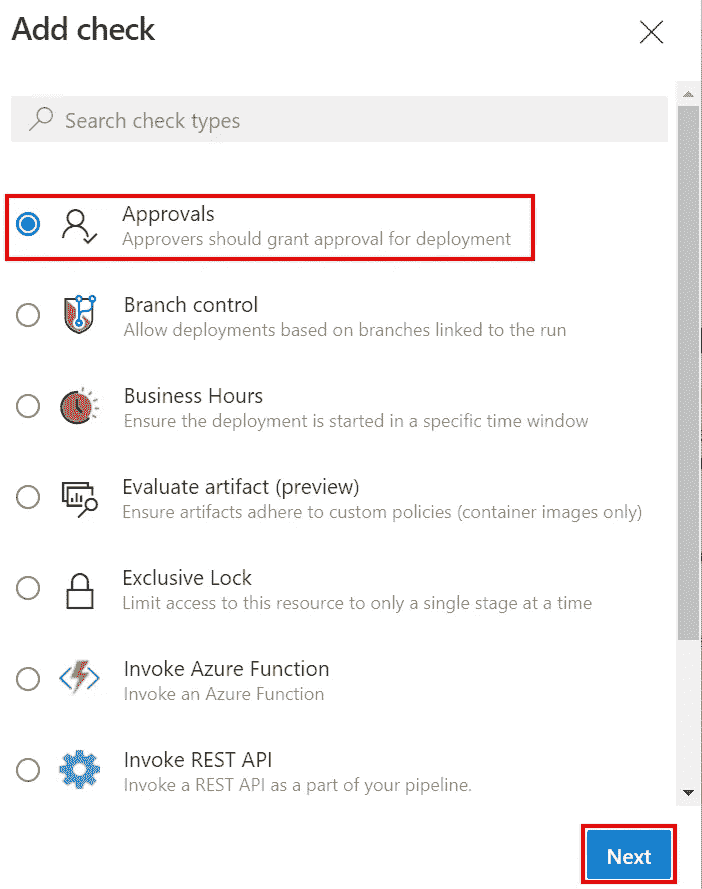 Add check
Search check types
Approvals
Approvers should grant approval for deployment
Branch control
Allow deployments based on branches linked to the run
Business Hours
Ensure the deployment is started in a specific time window
Evaluate artifact (preview)
Ensure artifacts adhere to custom policies (container images only)
Exclusive Lock
Limit access to this resource to only a single stage at a time
Invoke Azure Function
Invoke an Azure Function
Invoke REST API
Invoke a REST API as a part of your pipeline.
Next